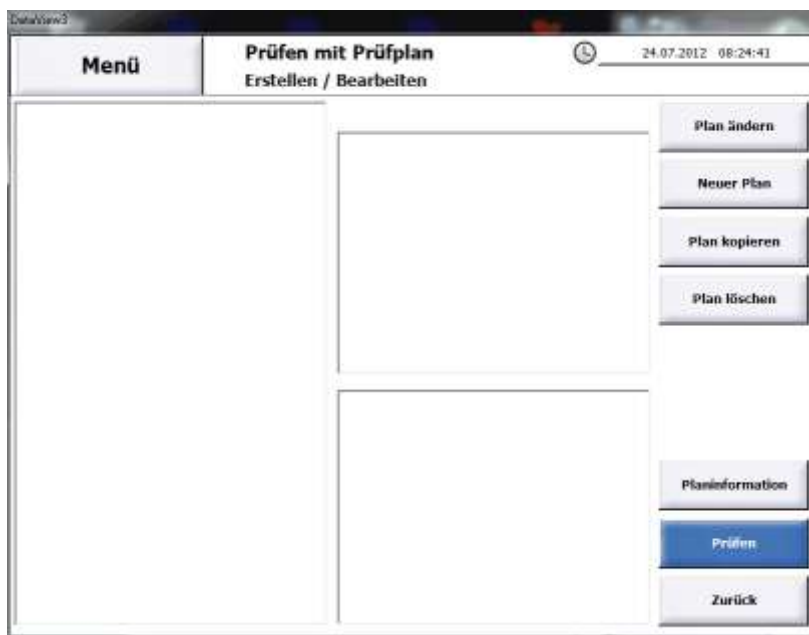 DataView3
Menü
Prüfen mit Prüfplan
Erstellen / Bearbeiten
24.07.2012 08:24:41
Plan ändern
Neuer Plan
Plan kopieren
Plan löschen
Planinformation
Prüfen
Zurück